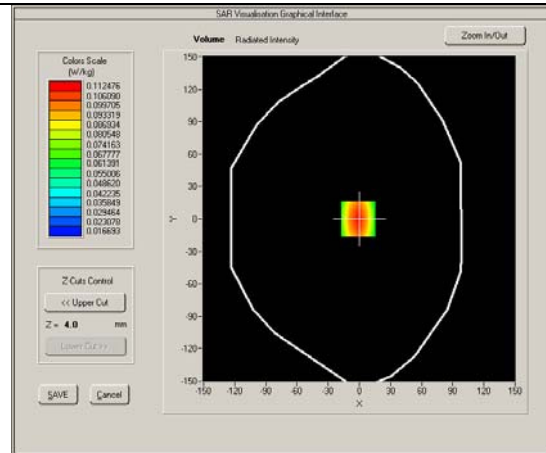 SAR Visualisation Graphical Interface
Volume Radiated Intensity
Zoom In/Out
Colors Scale
(W/kg)
0.112476
0.106090
0.099705
0.093319
0.086934
0.080548
0.074163
0.067777
0.061391
0.055006
0.048620
0.042235
0.035849
0.029464
0.023078
0.016693
Z Cuts Control
<< Upper Cut
Z = 4.0 mm
Lower Cut >>
SAVE
Cancel
150
120
90
60
30
0
-30
-60
-90
-120
-150
Y
-150 -120 -90 -60 -30 0 30 60 90 120 150
X